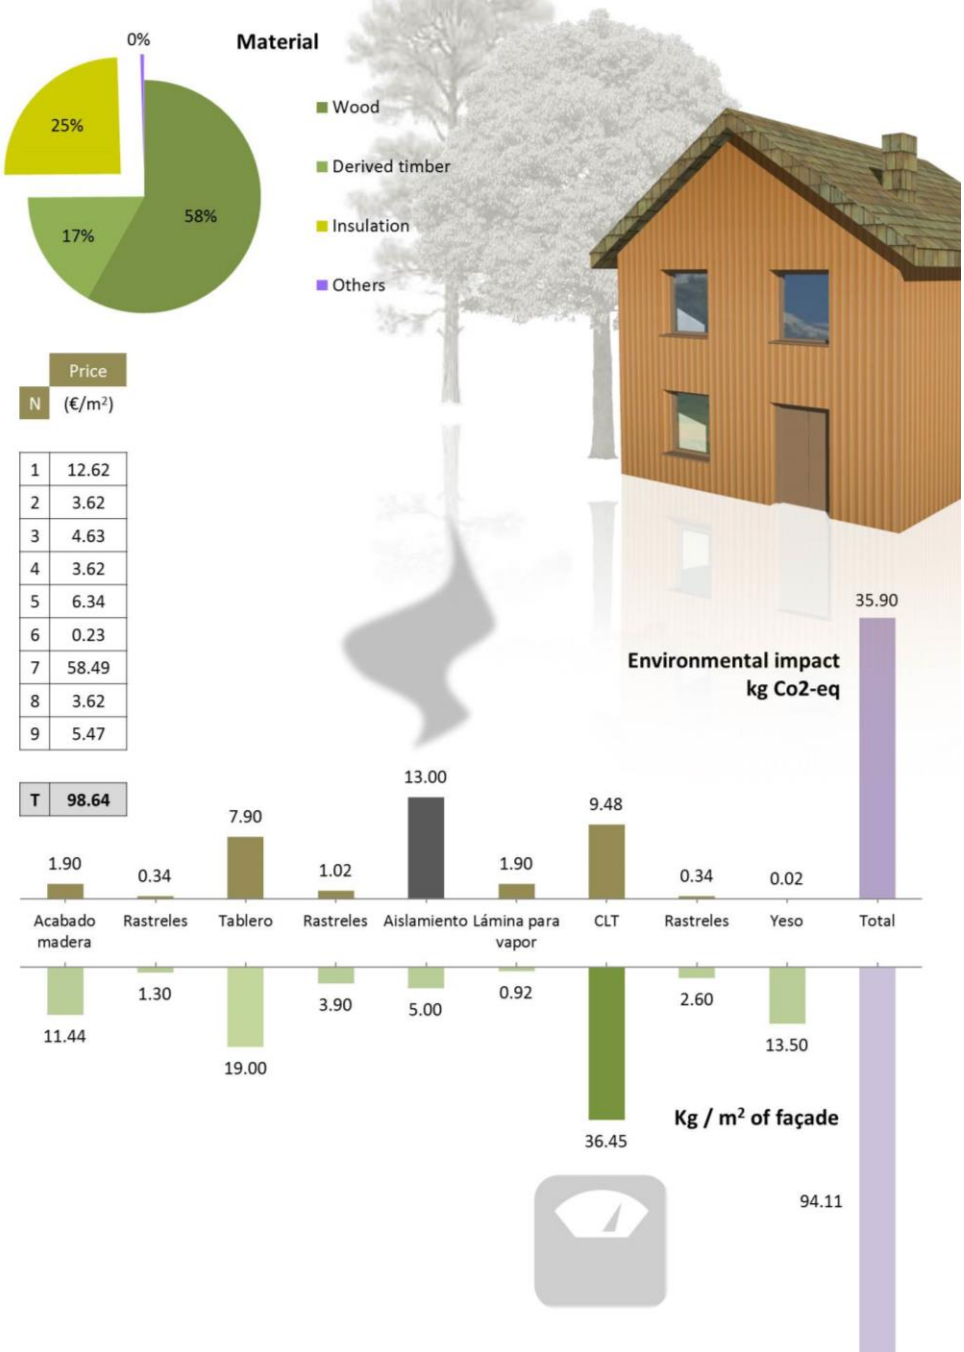 0%
Material
25%
58%
17%
Wood
Derived timber
Insulation
Others
Price
N (€/m²)
1 12.62
2 3.62
3 4.63
4 3.62
5 6.34
6 0.23
7 58.49
8 3.62
9 5.47
T 98.64
35.90
Environmental impact
kg Co2-eq
1.90 0.34 7.90 1.02 13.00 1.90 9.48 0.34 0.02
Acabado Rastreles Tablero Rastreles Aislamiento Lámina para CLT Rastreles Yeso Total
madera vapor
11.44 1.30 19.00 3.90 5.00 0.92 36.45 2.60 13.50
Kg / m² of façade
94.11